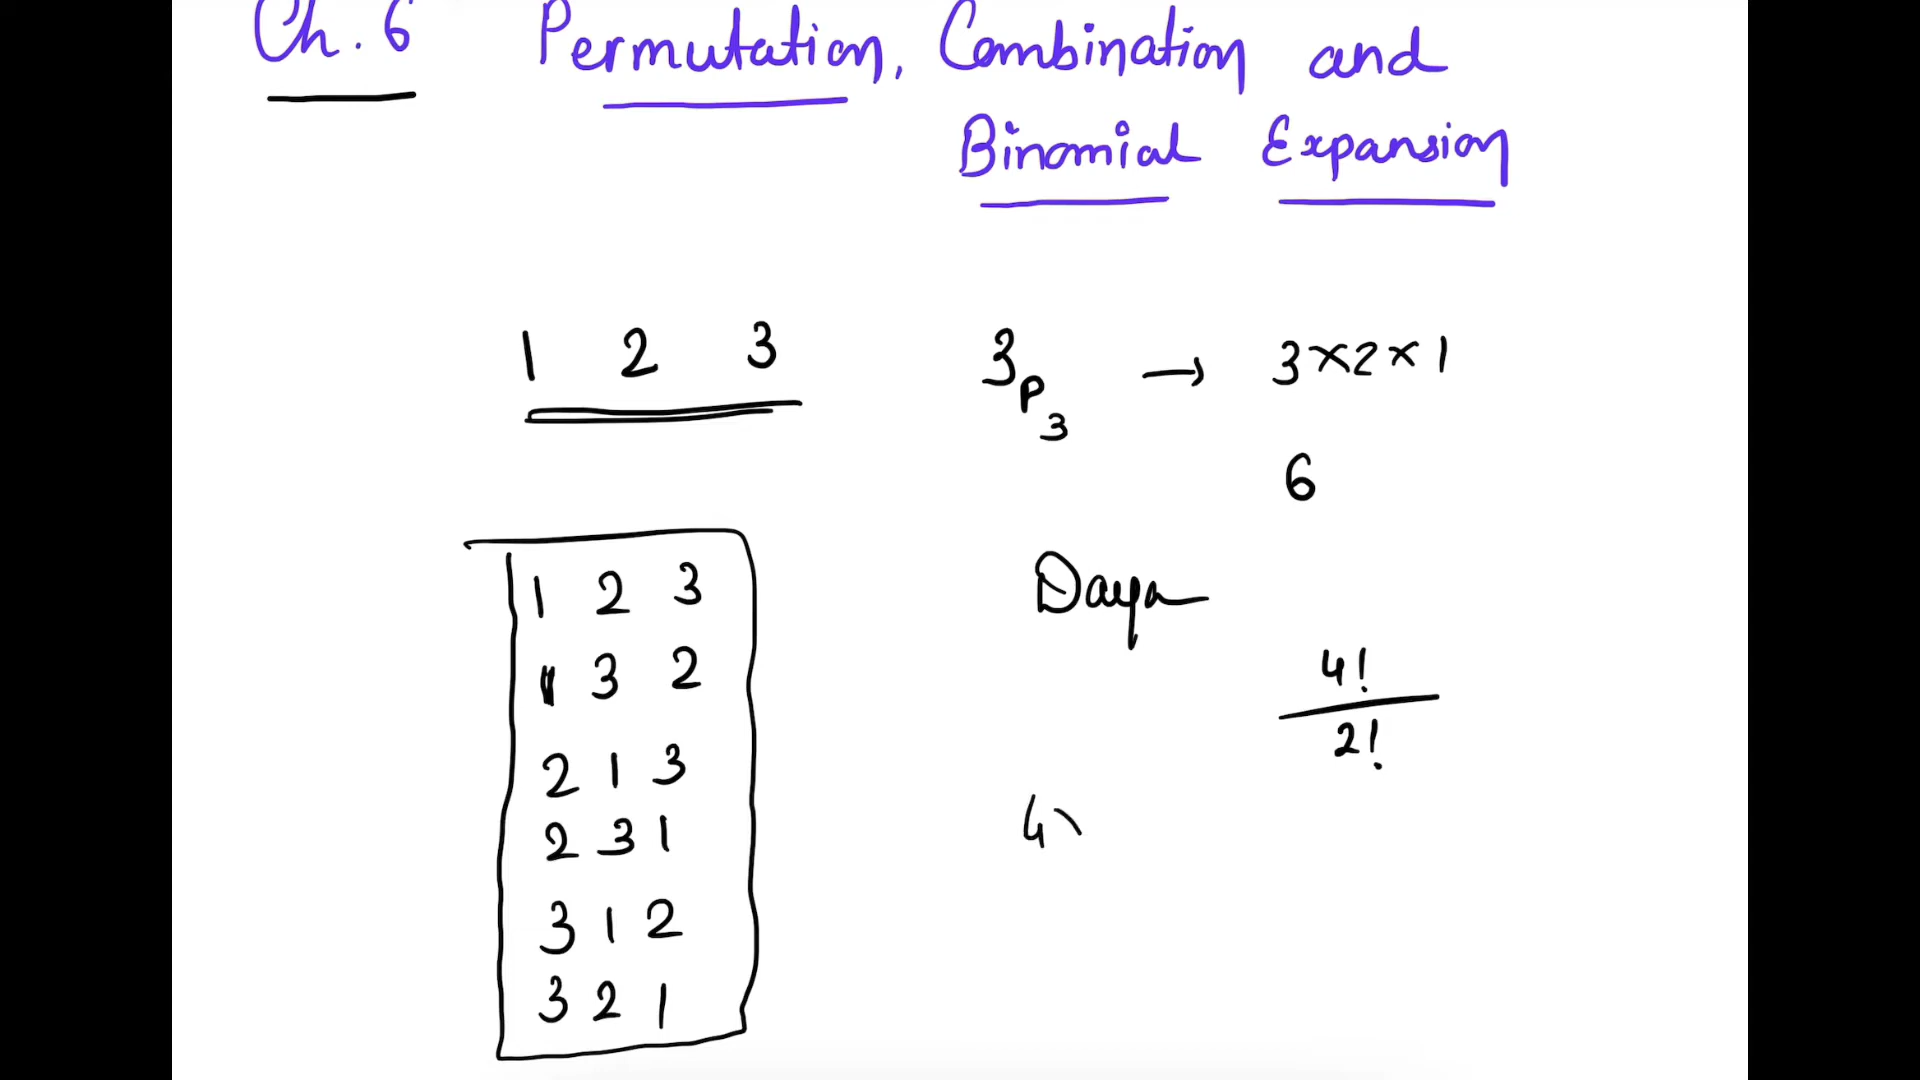 Ch. 6 Permutation, Combination and
Binomial Expansion
1 2 3
3P3 → 3×2×1
6
1 2 3
1 3 2
2 1 3
2 3 1
3 1 2
3 2 1
Daya
4!
2!
4